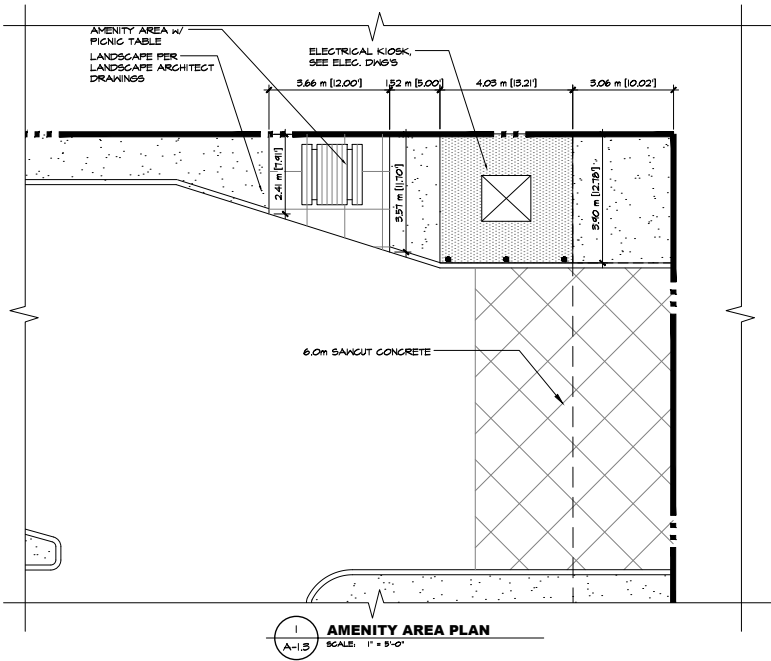 AMENITY AREA W/
PICNIC TABLE
LANDSCAPE PER
LANDSCAPE ARCHITECT
DRAWINGS
ELECTRICAL KIOSK,
SEE ELEC. DWG'S
3.66 m [12.00']
1.52 m [5.00']
4.03 m [13.21']
3.06 m [10.02']
2.41 m [7.91']
3.57 m [11.70']
3.90 m [12.78']
6.0m SAWCUT CONCRETE
1
A-1.3
AMENITY AREA PLAN
SCALE: 1" = 5'-0"